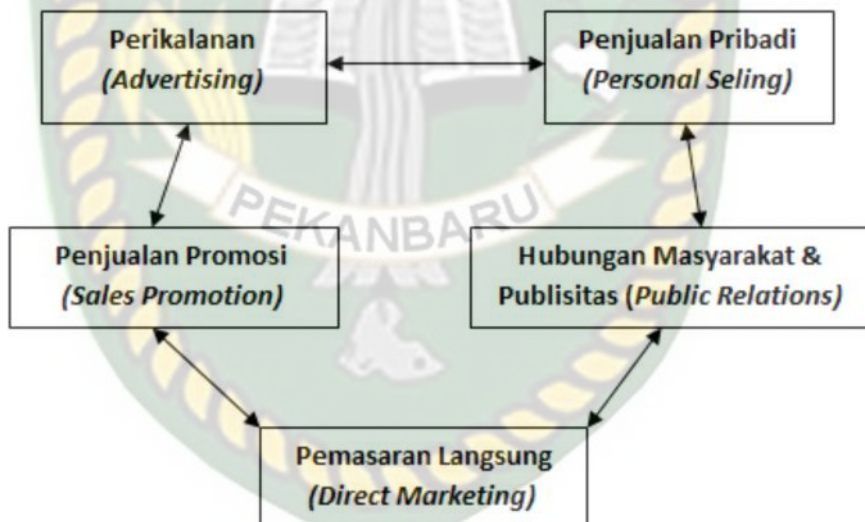 Perikalanan
(Advertising)
Penjualan Pribadi
(Personal Seling)
PEKANBARU
Penjualan Promosi
(Sales Promotion)
Hubungan Masyarakat &
Publisitas (Public Relations)
Pemasaran Langsung
(Direct Marketing)